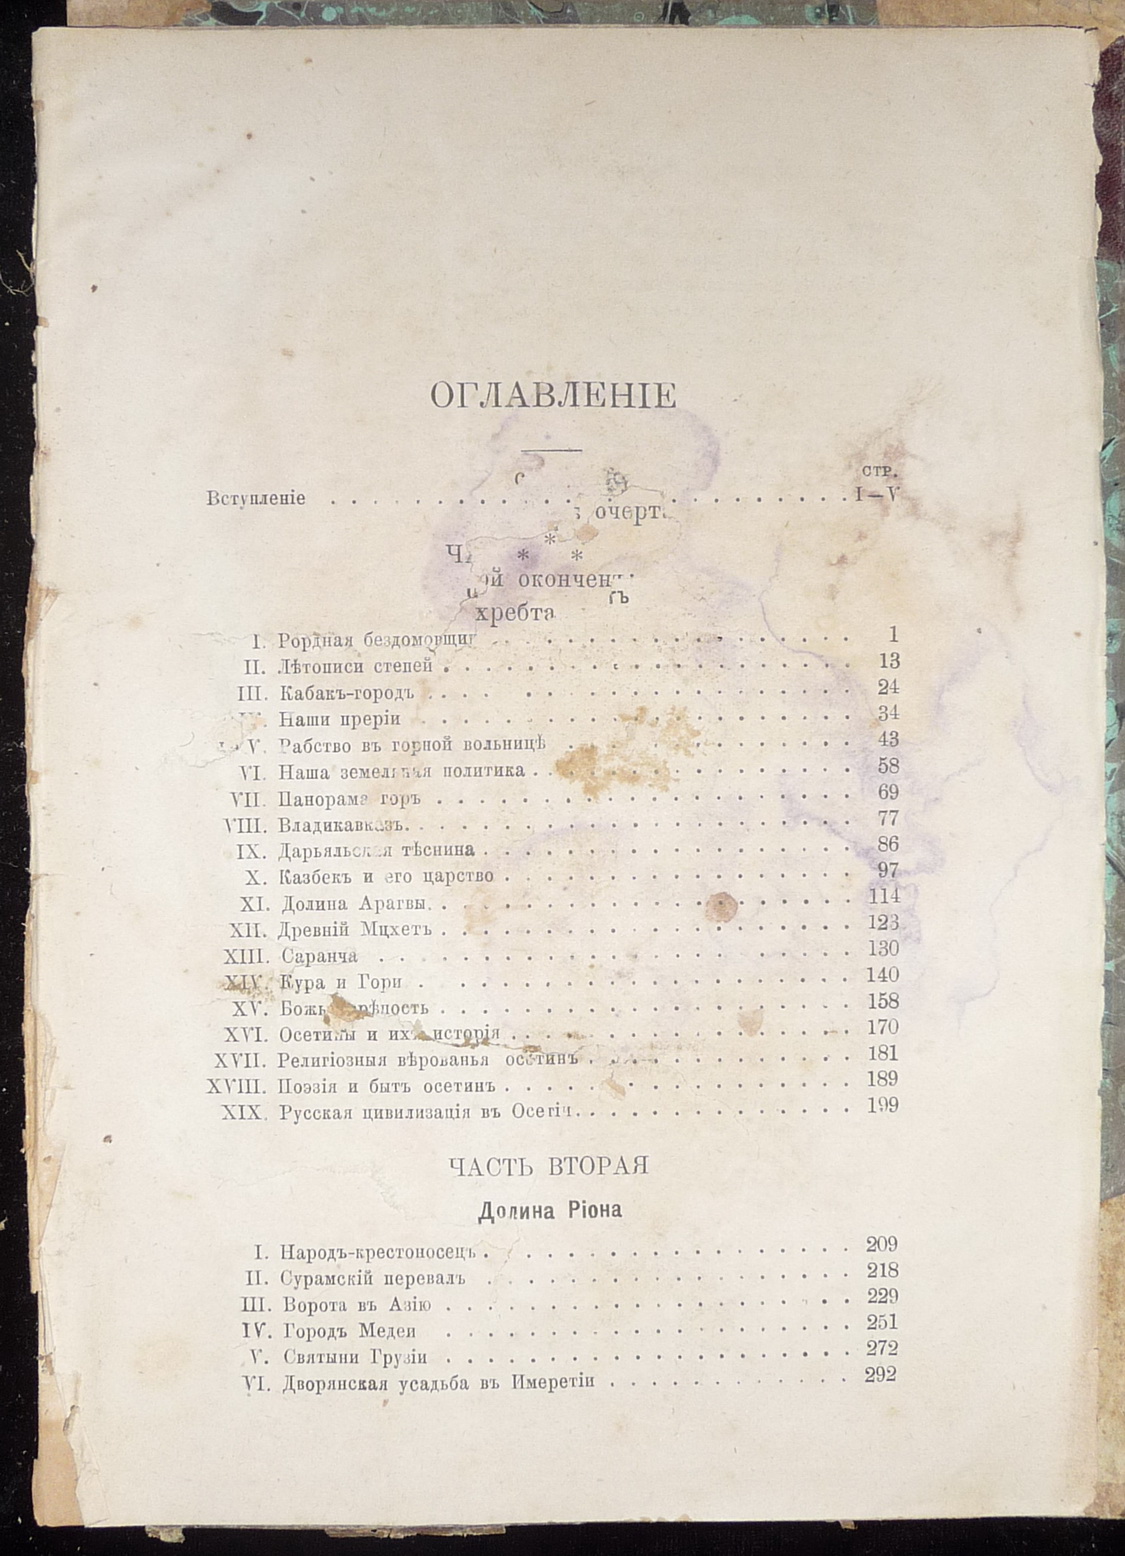 ОГЛАВЛЕНІЕ
стр.
Вступленіе I—V
очерт
* * *
ой окончен
хребта
I. Рордная бездоморщиг 1
II. Лѣтописи степей 13
III. Кабакъ-городъ 24
Наши преріи 34
V. Рабство въ горной вольницѣ 43
VI. Наша земельная политика 58
VII. Панорама горъ 69
VIII. Владикавказъ 77
IX. Дарьяльская тѣснина 86
X. Казбекъ и его царство 97
XI. Долина Арагвы 114
XII. Древній Мцхетъ 123
XIII. Саранча 130
XIV. Кура и Гори 140
XV. 158
XVI. Осетины и ихъ исторія 170
XVII. Религіозныя вѣрованья осетинъ 181
XVIII. Поэзія и бытъ осетинъ 189
XIX. Русская цивилизація въ 199
ЧАСТЬ ВТОРАЯ
Долина Ріона
I. Народъ-крестоносецъ 209
II. Сурамскій перевалъ 218
III. Ворота въ Азію 229
IV. Городъ Медеи 251
V. Святыни Грузіи 272
VI. Дворянская усадьба въ Имеретіи 292